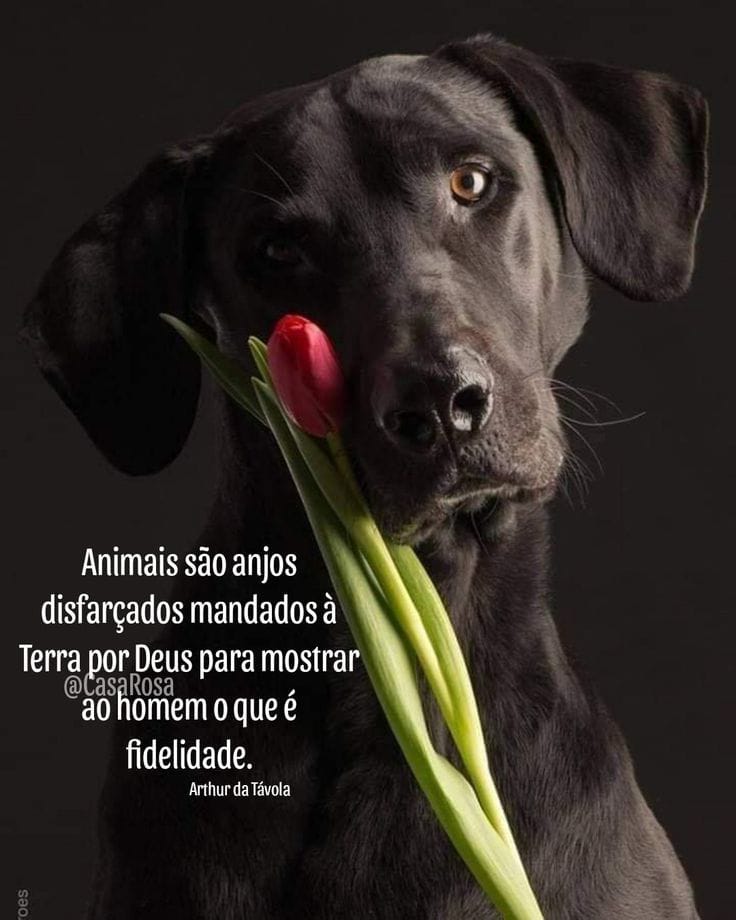 Animais são anjos
disfarçados mandados à
Terra por Deus para mostrar
@CasaRosa
ao homem o que é
fidelidade.
Arthur da Távola